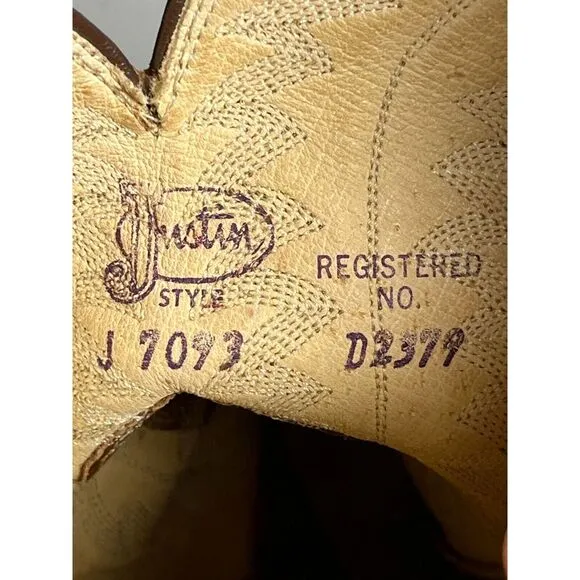 Justin
STYLE
J 7093
REGISTERED
NO.
D2379